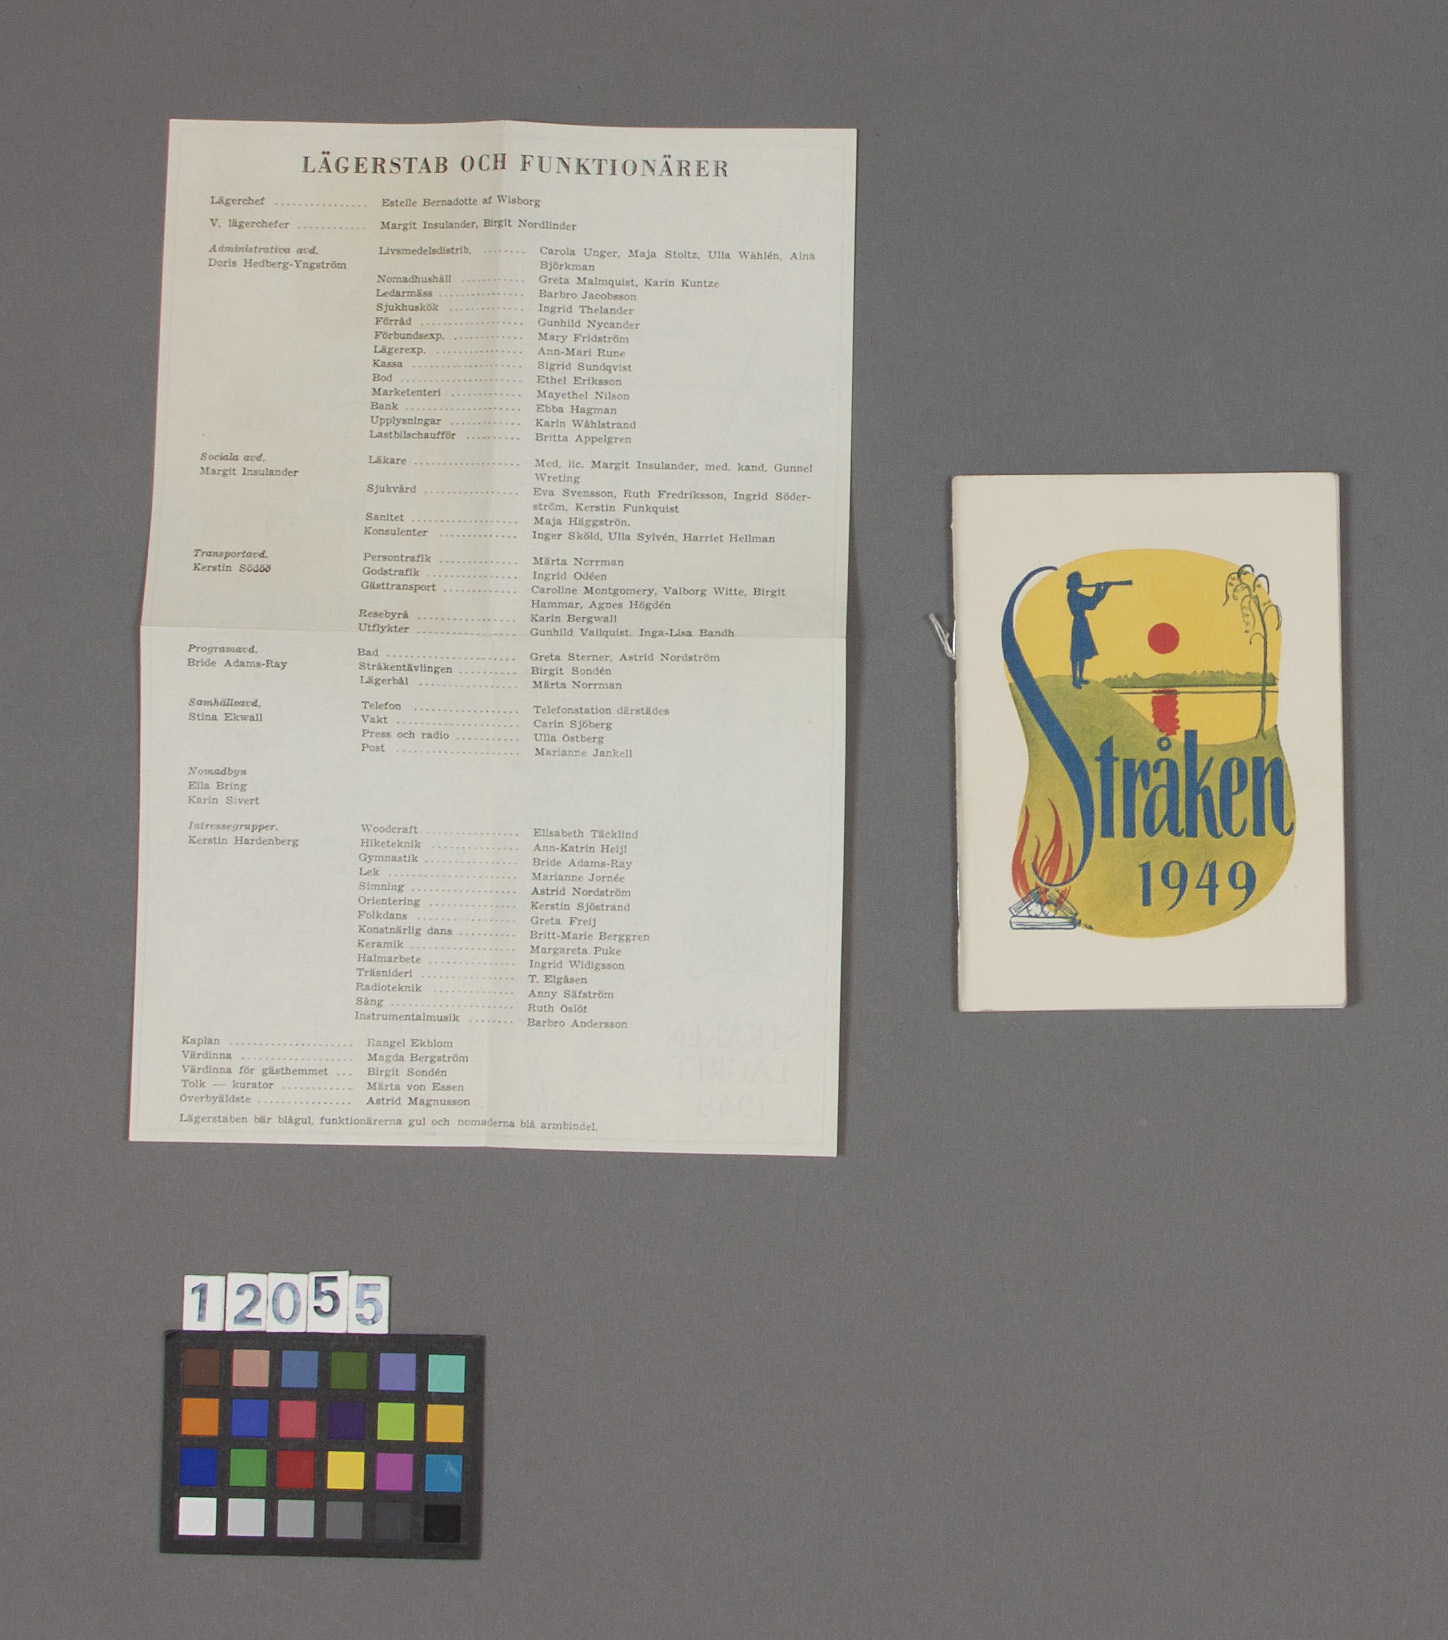 LÄGERSTAB OCH FUNKTIONÄRER
Lägerchef ................ Estelle Bernadotte af Wisborg
V. lägerchefer ............ Margit Insulander, Birgit Nordlinder
Administrativa avd. Livsmedelsdistrib. ........ Carola Unger, Maja Stoltz, Ulla Wåhlén, Aina
Doris Hedberg-Yngström Björkman
Nomadhushåll ............ Greta Malmquist, Karin Kuntze
Ledarmäss ................ Barbro Jacobsson
Sjukhuskök .............. Ingrid Thelander
Förråd .................... Gunhild Nycander
Förbundsexp. ............. Mary Fridström
Lägerexp. ................. Ann-Mari Rune
Kassa ..................... Sigrid Sundqvist
Bod ....................... Ethel Eriksson
Marketenteri ............. Mayethel Nilson
Bank ...................... Ebba Hagman
Upplysningar ............. Karin Wåhlstrand
Lastbilschaufför .......... Britta Appelgren
Sociala avd. Läkare .................... Med. lic. Margit Insulander, med. kand. Gunnel
Margit Insulander Wreting
Sjukvård .................. Eva Svensson, Ruth Fredriksson, Ingrid Söder-
ström, Kerstin Funkquist
Sanitet .................... Maja Häggströn.
Konsulenter .............. Inger Sköld, Ulla Sylvén, Harriet Hellman
Transportavd. Persontrafik .............. Märta Norrman
Kerstin Södöö Godstrafik ................ Ingrid Odéen
Gästtransport ............ Caroline Montgomery, Valborg Witte, Birgit
Hammar, Agnes Högdén
Resebyrå .................. Karin Bergwall
Utflykter .................. Gunhild Vallquist, Inga-Lisa Bandh
Programavd. Bad ....................... Greta Sterner, Astrid Nordström
Bride Adams-Ray Stråkentävlingen .......... Birgit Sondén
Lägerbål .................. Märta Norrman
Samhällsavd. Telefon ................... Telefonstation därstädes
Stina Ekwall Vakt ...................... Carin Sjöberg
Press och radio ........... Ulla Östberg
Post ....................... Marianne Jankell
Nomadbyn
Ella Bring
Karin Sivert
Intressegrupper. Woodcraft ................. Elisabeth Täcklind
Kerstin Hardenberg Hiketeknik ................ Ann-Katrin Heijl
Gymnastik ................ Bride Adams-Ray
Lek ........................ Marianne Jornée
Simning ................... Astrid Nordström
Orientering ............... Kerstin Sjöstrand
Folkdans .................. Greta Freij
Konstnärlig dans ......... Britt-Marie Berggren
Keramik .................. Margareta Puke
Halmarbete ............... Ingrid Widigsson
Träsnideri ................. T. Elgåsen
Radioteknik .............. Anny Säfström
Sång ...................... Ruth Öslöf
Instrumentalmusik ........ Barbro Andersson
Kaplan ..................... Rangel Ekblom
Värdinna ................... Magda Bergström
Värdinna för gästhemmet ... Birgit Sondén
Tolk — kurator ............ Märta von Essen
Överbyäldste ............... Astrid Magnusson
Lägerstaben bär blågul, funktionärerna gul och nomaderna blå armbindel.
Stråken
1949
12055